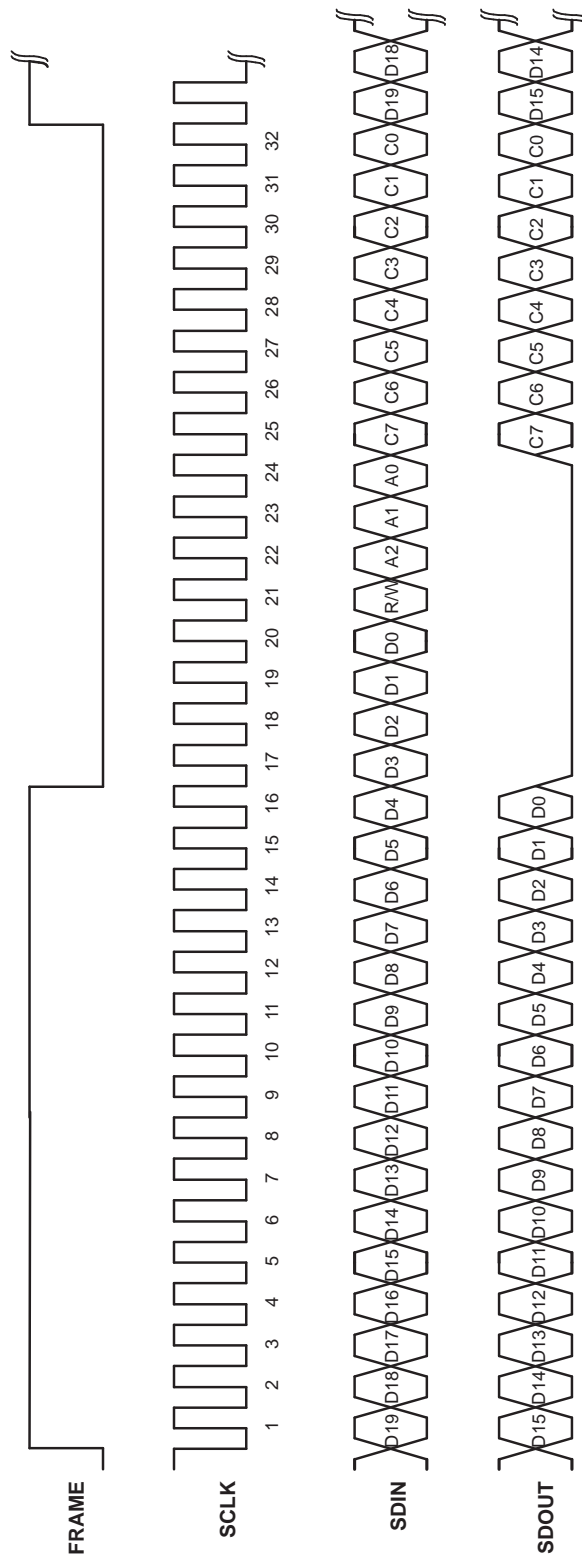 FRAME
SCLK
1 2 3 4 5 6 7 8 9 10 11 12 13 14 15 16 17 18 19 20 21 22 23 24 25 26 27 28 29 30 31 32
SDIN
D19 D18 D17 D16 D15 D14 D13 D12 D11 D10 D9 D8 D7 D6 D5 D4 D3 D2 D1 D0 R/W A2 A1 A0 C7 C6 C5 C4 C3 C2 C1 C0 D19 D18
SDOUT
D15 D14 D13 D12 D11 D10 D9 D8 D7 D6 D5 D4 D3 D2 D1 D0 C7 C6 C5 C4 C3 C2 C1 C0 D15 D14